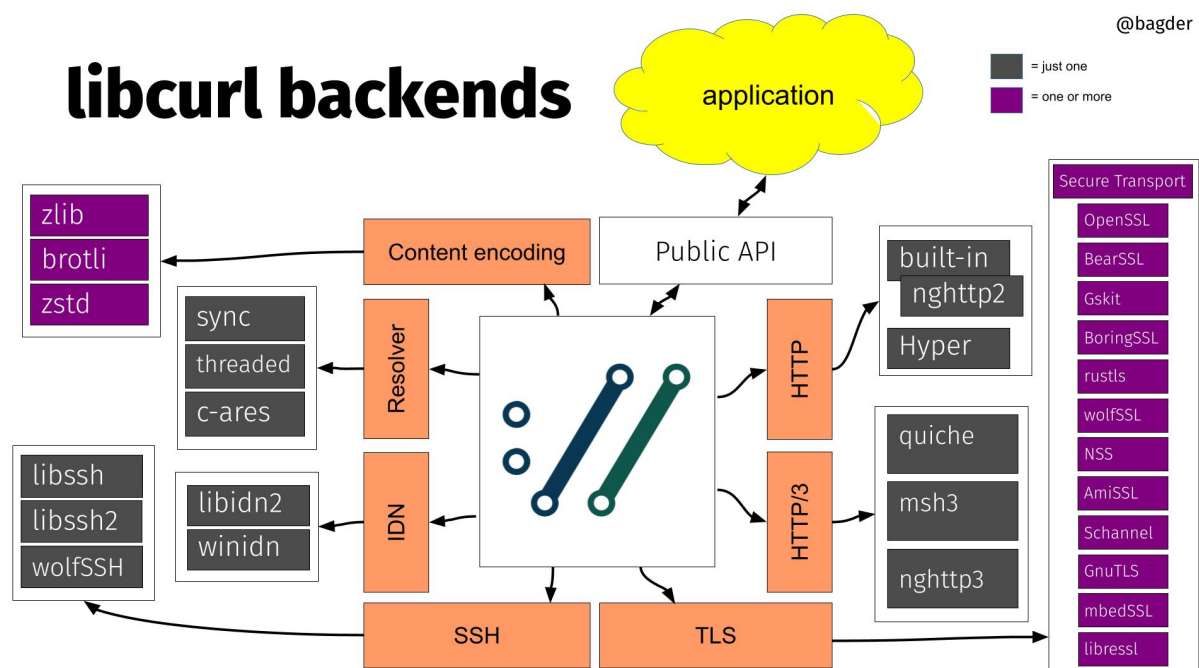 @bagder
libcurl backends
application
= just one
= one or more
Secure Transport
OpenSSL
BearSSL
Gskit
BoringSSL
rustls
wolfSSL
NSS
AmiSSL
Schannel
GnuTLS
mbedSSL
libressl
zlib
brotli
zstd
Content encoding
Public API
built-in
nghttp2
Hyper
sync
threaded
c-ares
Resolver
HTTP
quiche
msh3
nghttp3
libssh
libssh2
wolfSSH
libidn2
winidn
IDN
HTTP/3
SSH
TLS